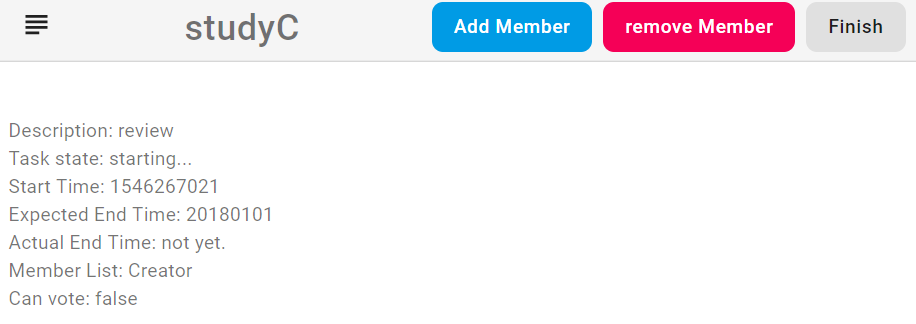 studyC
Add Member
remove Member
Finish
Description: review
Task state: starting...
Start Time: 1546267021
Expected End Time: 20180101
Actual End Time: not yet.
Member List: Creator
Can vote: false